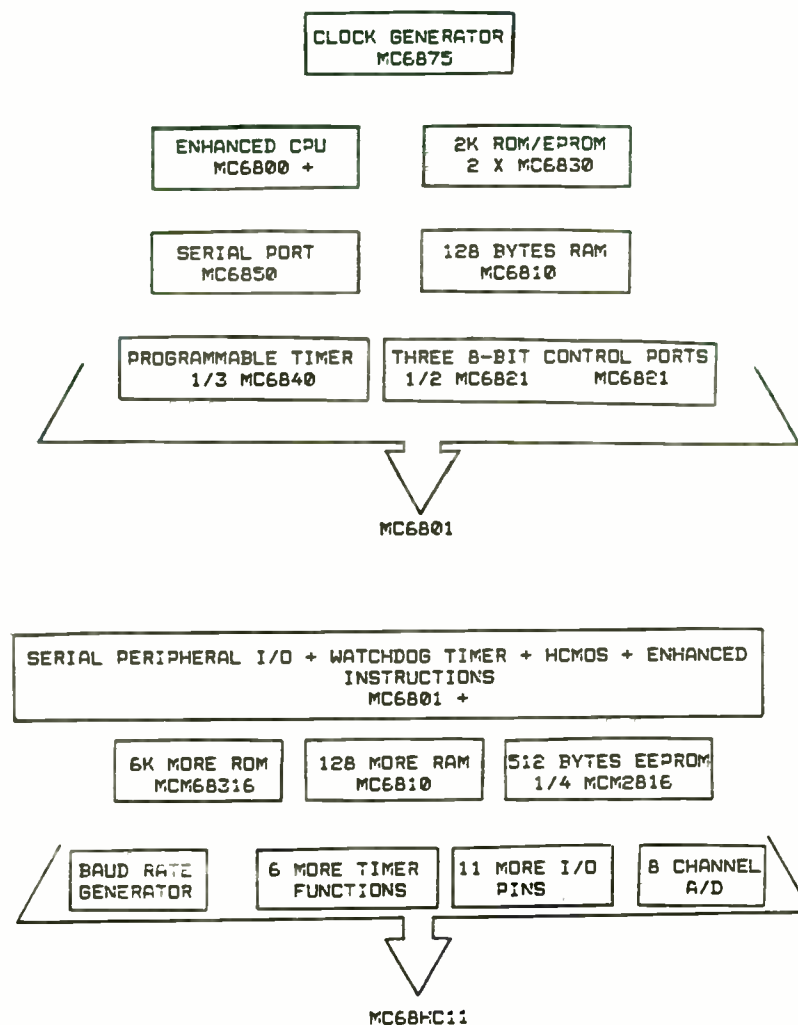 CLOCK GENERATOR
MC6875
ENHANCED CPU
MC6800 +
2K ROM/EPROM
2 X MC6830
SERIAL PORT
MC6850
128 BYTES RAM
MC6810
PROGRAMMABLE TIMER
1/3 MC6840
THREE 8-BIT CONTROL PORTS
1/2 MC6821 MC6821
MC6801
SERIAL PERIPHERAL I/O + WATCHDOG TIMER + HCMOS + ENHANCED
INSTRUCTIONS
MC6801 +
6K MORE ROM
MCM68316
128 MORE RAM
MC6810
512 BYTES EEPROM
1/4 MCM2816
BAUD RATE
GENERATOR
6 MORE TIMER
FUNCTIONS
11 MORE I/O
PINS
8 CHANNEL
A/D
MC68HC11